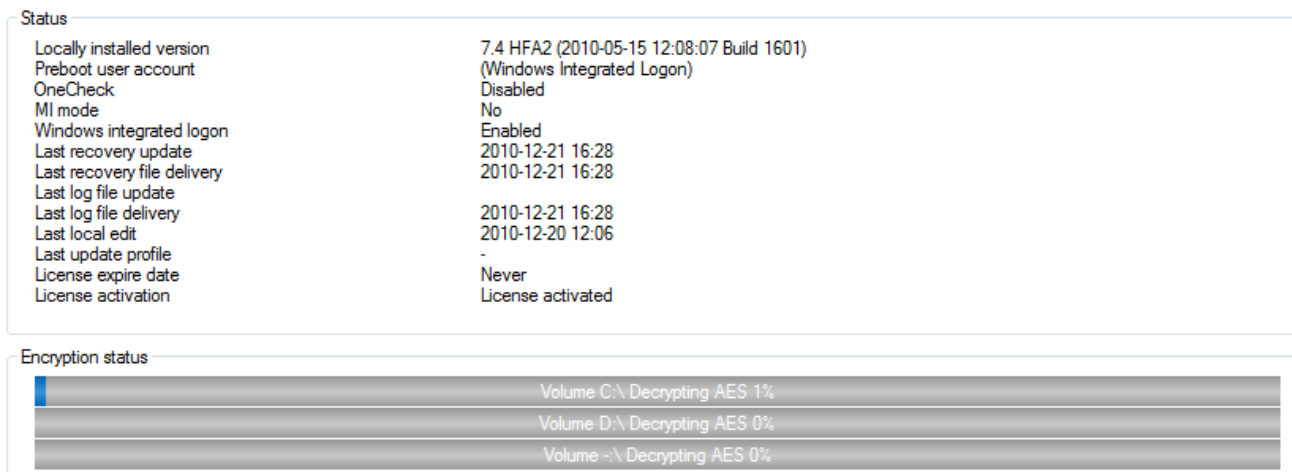 Status
Locally installed version 7.4 HFA2 (2010-05-15 12:08:07 Build 1601)
Preboot user account (Windows Integrated Logon)
OneCheck Disabled
MI mode No
Windows integrated logon Enabled
Last recovery update 2010-12-21 16:28
Last recovery file delivery 2010-12-21 16:28
Last log file update
Last log file delivery 2010-12-21 16:28
Last local edit 2010-12-20 12:06
Last update profile -
License expire date Never
License activation License activated
Encryption status
Volume C:\ Decrypting AES 1%
Volume D:\ Decrypting AES 0%
Volume -:\ Decrypting AES 0%